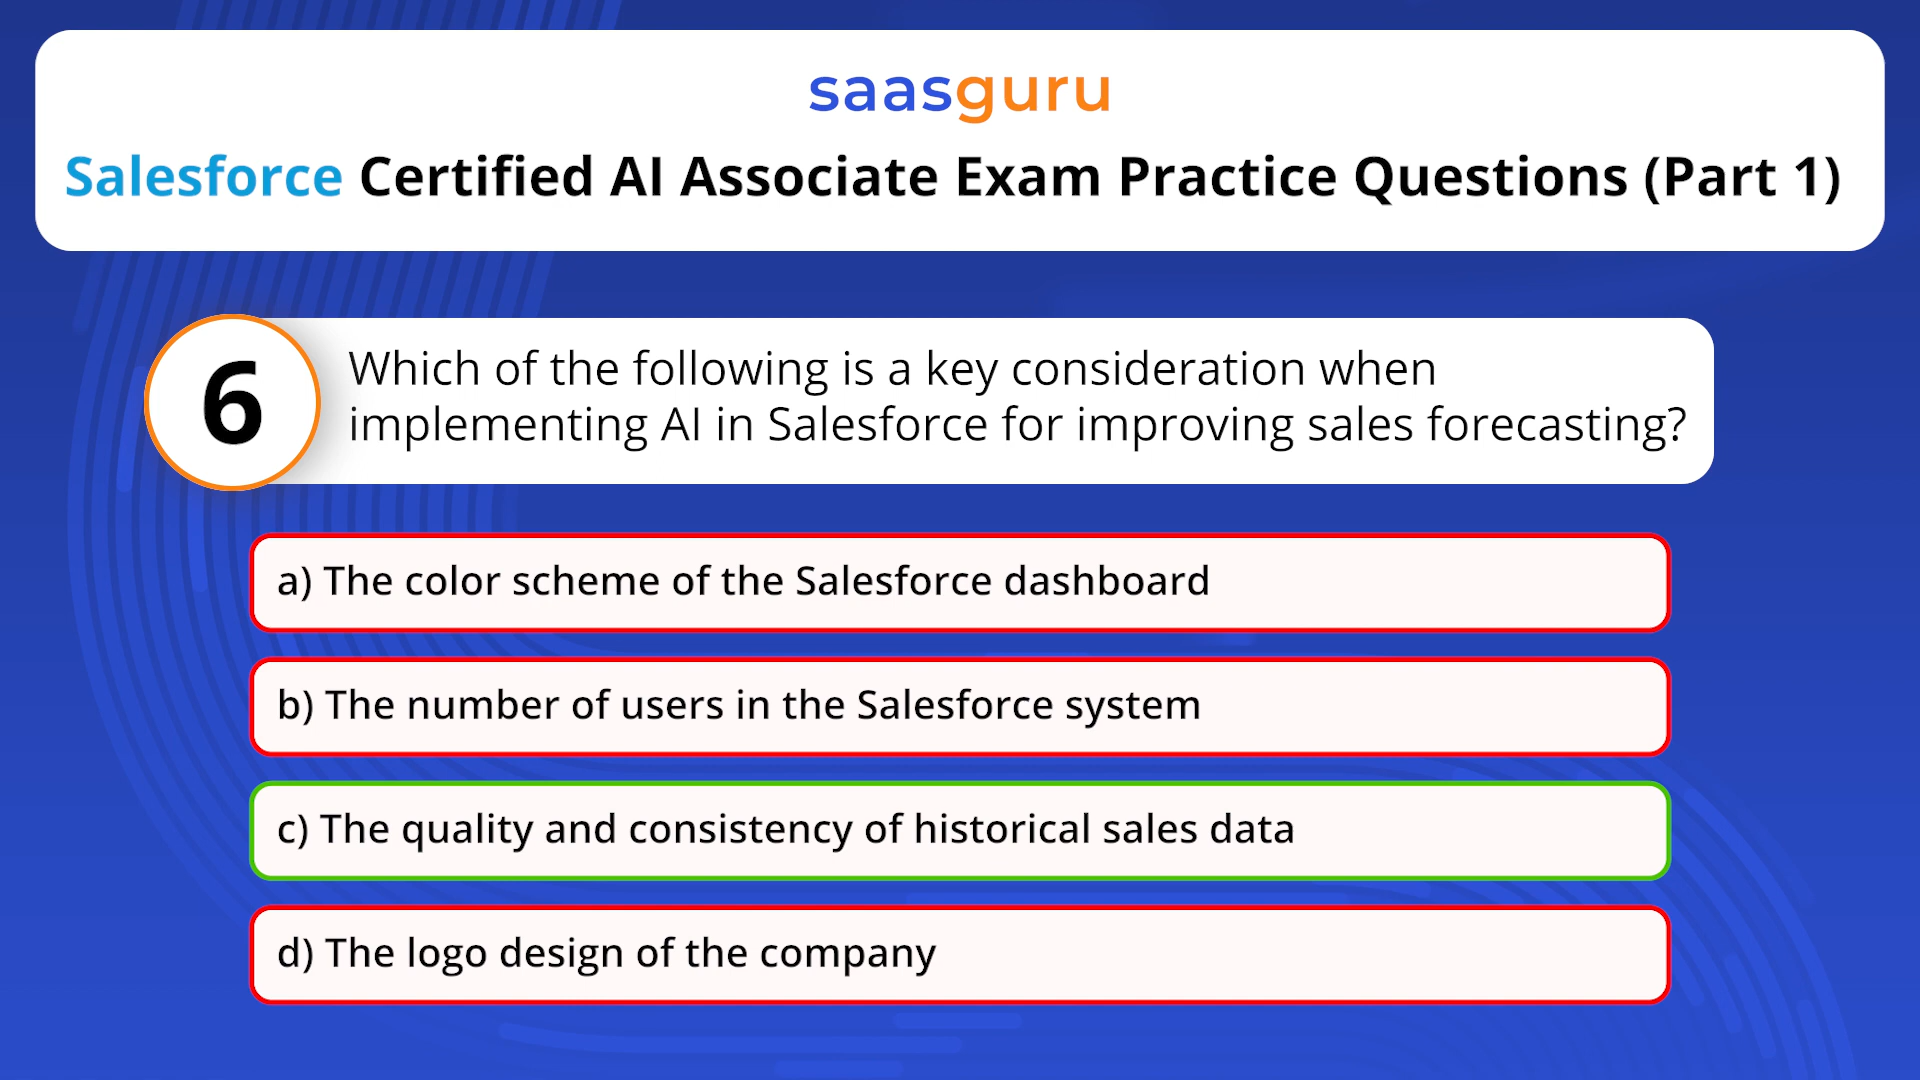 saasguru
Salesforce Certified AI Associate Exam Practice Questions (Part 1)
6
Which of the following is a key consideration when
implementing AI in Salesforce for improving sales forecasting?
a) The color scheme of the Salesforce dashboard
b) The number of users in the Salesforce system
c) The quality and consistency of historical sales data
d) The logo design of the company